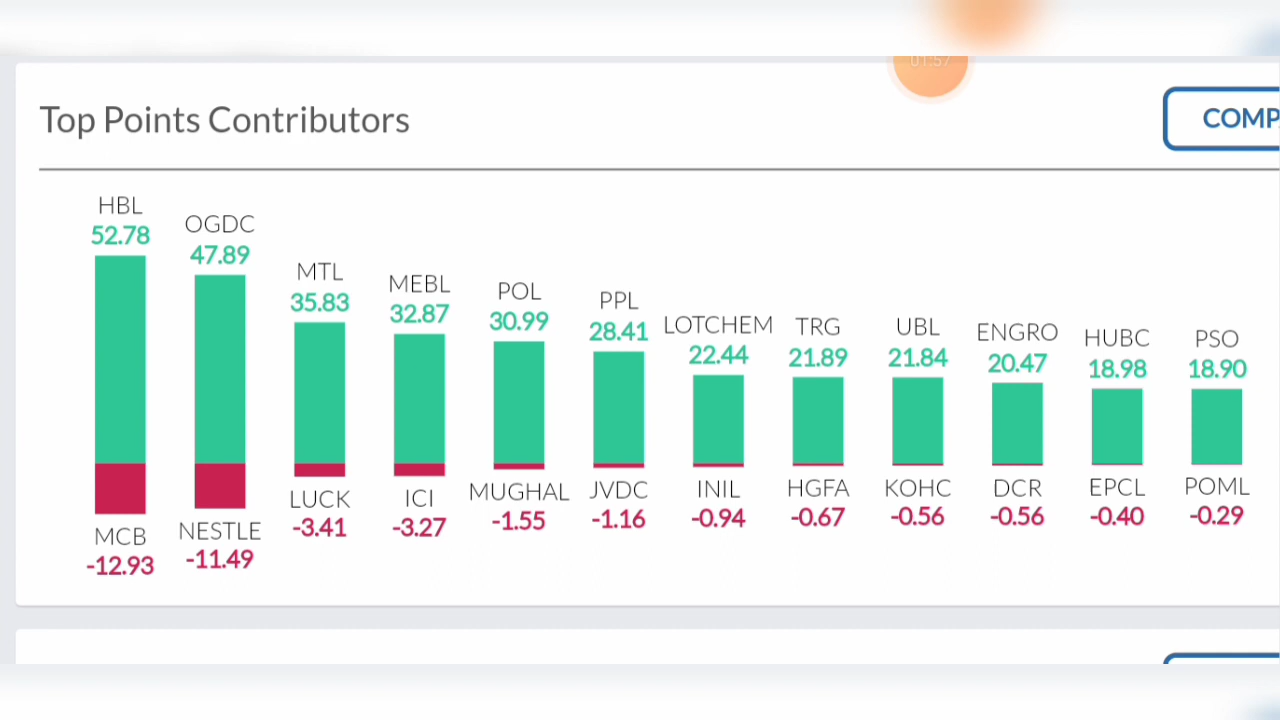 01:57
Top Points Contributors
COMP
HBL
52.78
OGDC
47.89
MTL
35.83
MEBL
32.87
POL
30.99
PPL
28.41
LOTCHEM
22.44
TRG
21.89
UBL
21.84
ENGRO
20.47
HUBC
18.98
PSO
18.90
MCB
-12.93
NESTLE
-11.49
LUCK
-3.41
ICI
-3.27
MUGHAL
-1.55
JVDC
-1.16
INIL
-0.94
HGFA
-0.67
KOHC
-0.56
DCR
-0.56
EPCL
-0.40
POML
-0.29